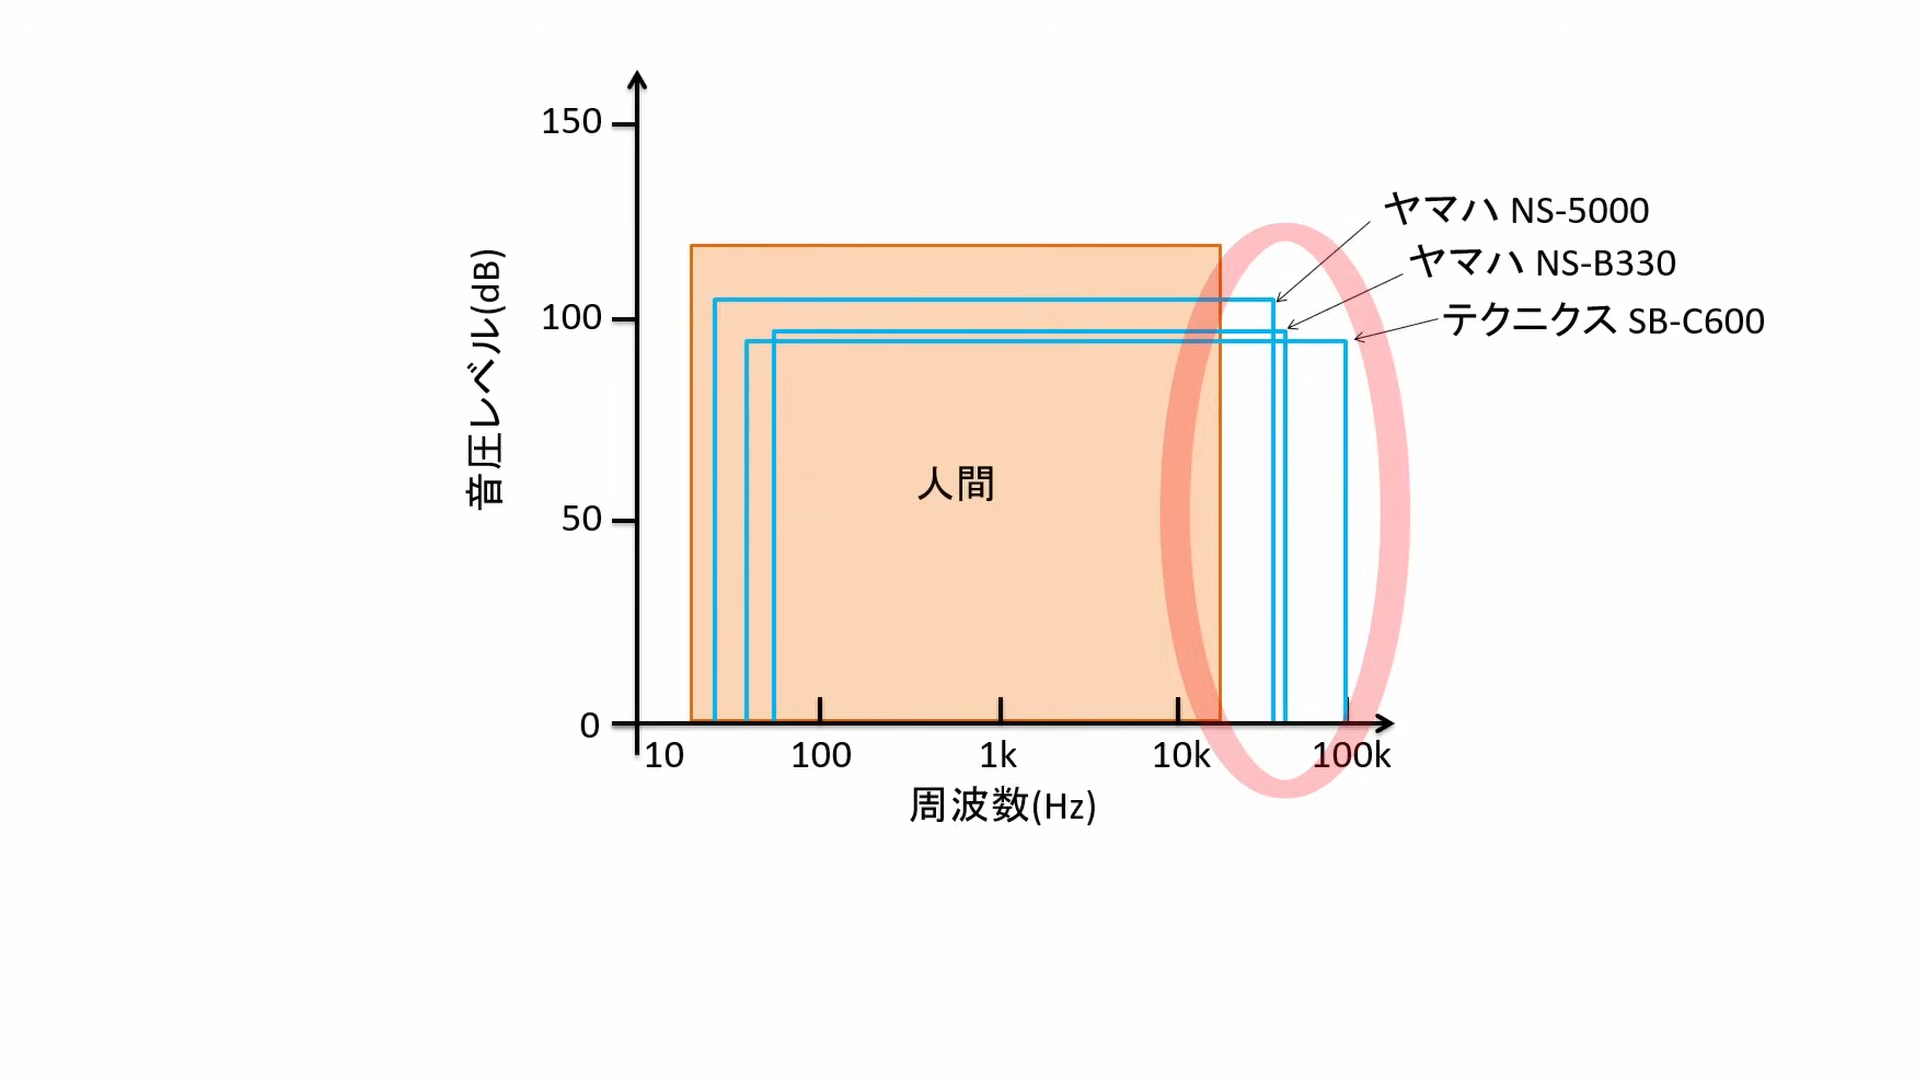 150
100
50
0
音圧レベル(dB)
ヤマハ NS-5000
ヤマハ NS-B330
テクニクス SB-C600
人間
10
100
1k
10k
100k
周波数(Hz)